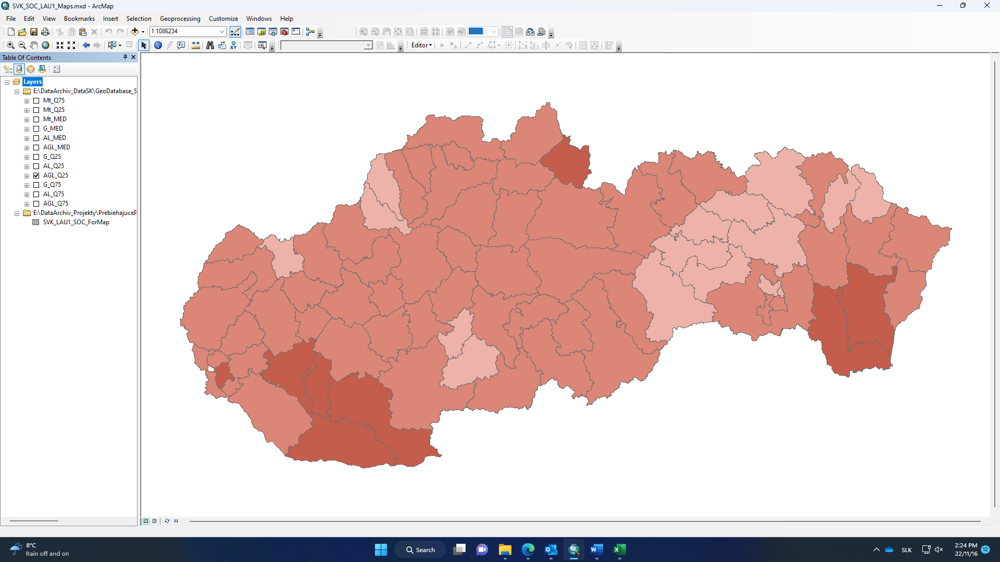 SVK_SOC_LAU1_Maps.mxd - ArcMap
File Edit View Bookmarks Insert Selection Geoprocessing Customize Windows Help
1:1086234
100%
Editor
Table Of Contents
Layers
E:\DataArchiv_DataSK\GeoDatabase_S
Mt_Q75
Mt_Q25
Mt_MED
G_MED
AL_MED
AGL_MED
G_Q25
AL_Q25
AGL_Q25
G_Q75
AL_Q75
AGL_Q75
E:\DataArchiv_Projekty\PrebiehajuceP
SVK_LAU1_SOC_ForMap
8°C
Rain off and on
Search
SLK
2:24 PM
22/11/16
12